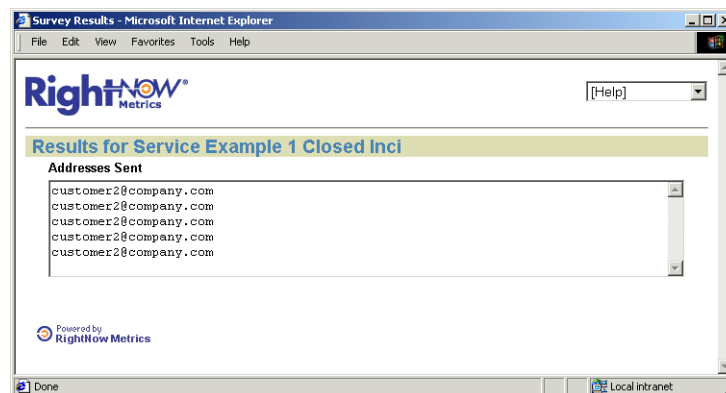 Survey Results - Microsoft Internet Explorer
File Edit View Favorites Tools Help
RightNOW®
Metrics
[Help]
Results for Service Example 1 Closed Inci
Addresses Sent
customer2@company.com
customer2@company.com
customer2@company.com
customer2@company.com
customer2@company.com
Powered by
RightNow Metrics
Done
Local intranet